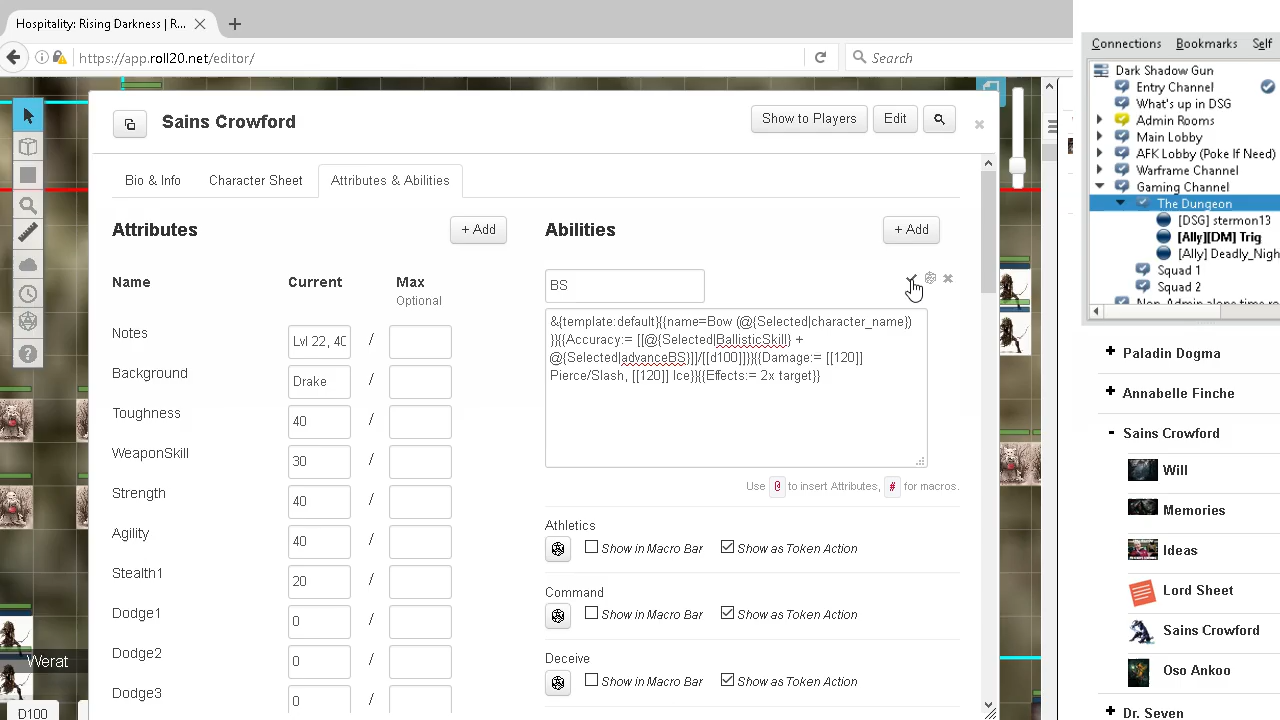 Hospitality: Rising Darkness | R...
https://app.roll20.net/editor/
Search
Sains Crowford
Show to Players
Edit
Bio & Info
Character Sheet
Attributes & Abilities
Attributes
+ Add
Abilities
+ Add
Name
Current
Max
Optional
BS
&{template:default}{{name=Bow (@{Selected|character_name})
}}{{Accuracy:= [[@{Selected|BallisticSkill} +
@{Selected|advanceBS}]]/[[d100]]}}{{Damage:= [[120]]
Pierce/Slash, [[120]] Ice}}{{Effects:= 2x target}}
Use @ to insert Attributes, # for macros.
Notes
/
Background
Drake
/
Toughness
40
/
WeaponSkill
30
/
Strength
40
/
Agility
40
/
Stealth1
20
/
Dodge1
0
/
Dodge2
0
/
Dodge3
0
/
Athletics
Show in Macro Bar
Show as Token Action
Command
Show in Macro Bar
Show as Token Action
Deceive
Show in Macro Bar
Show as Token Action
Werat
D100
Connections
Bookmarks
Self
Dark Shadow Gun
Entry Channel
What's up in DSG
Admin Rooms
Main Lobby
AFK Lobby (Poke If Need)
Warframe Channel
Gaming Channel
The Dungeon
[DSG] stermon13
[Ally][DM] Trig
[Ally] Deadly_Nigh
Squad 1
Squad 2
Paladin Dogma
Annabelle Finche
Sains Crowford
Will
Memories
Ideas
Lord Sheet
Sains Crowford
Oso Ankoo
Dr. Seven